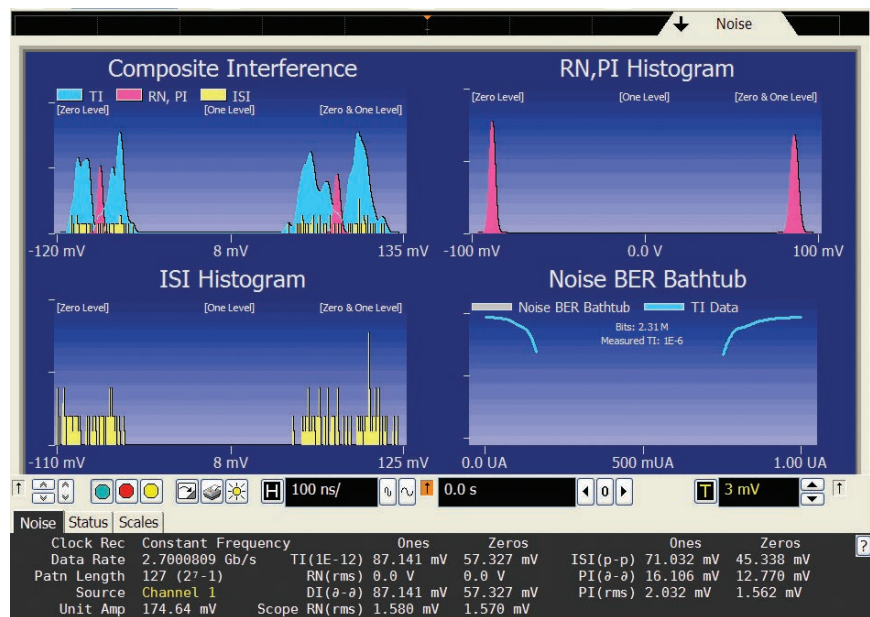 Noise
Composite Interference
TI RN, PI ISI
[Zero Level] [One Level] [Zero & One Level]
-120 mV 8 mV 135 mV
RN,PI Histogram
[Zero Level] [One Level] [Zero & One Level]
-100 mV 0.0 V 100 mV
ISI Histogram
[Zero Level] [One Level] [Zero & One Level]
-110 mV 8 mV 125 mV
Noise BER Bathtub
Noise BER Bathtub TI Data
Bits: 2.31 M
Measured TI: 1E-6
0.0 UA 500 mUA 1.00 UA
H 100 ns/ 0.0 s 0 T 3 mV
Noise Status Scales
?
Clock Rec Constant Frequency Ones Zeros Ones Zeros
Data Rate 2.7000809 Gb/s TI(1E-12) 87.141 mV 57.327 mV ISI(p-p) 71.032 mV 45.338 mV
Patn Length 127 (2⁷-1) RN(rms) 0.0 V 0.0 V PI(∂-∂) 16.106 mV 12.770 mV
Source Channel 1 DI(∂-∂) 87.141 mV 57.327 mV PI(rms) 2.032 mV 1.562 mV
Unit Amp 174.64 mV Scope RN(rms) 1.580 mV 1.570 mV